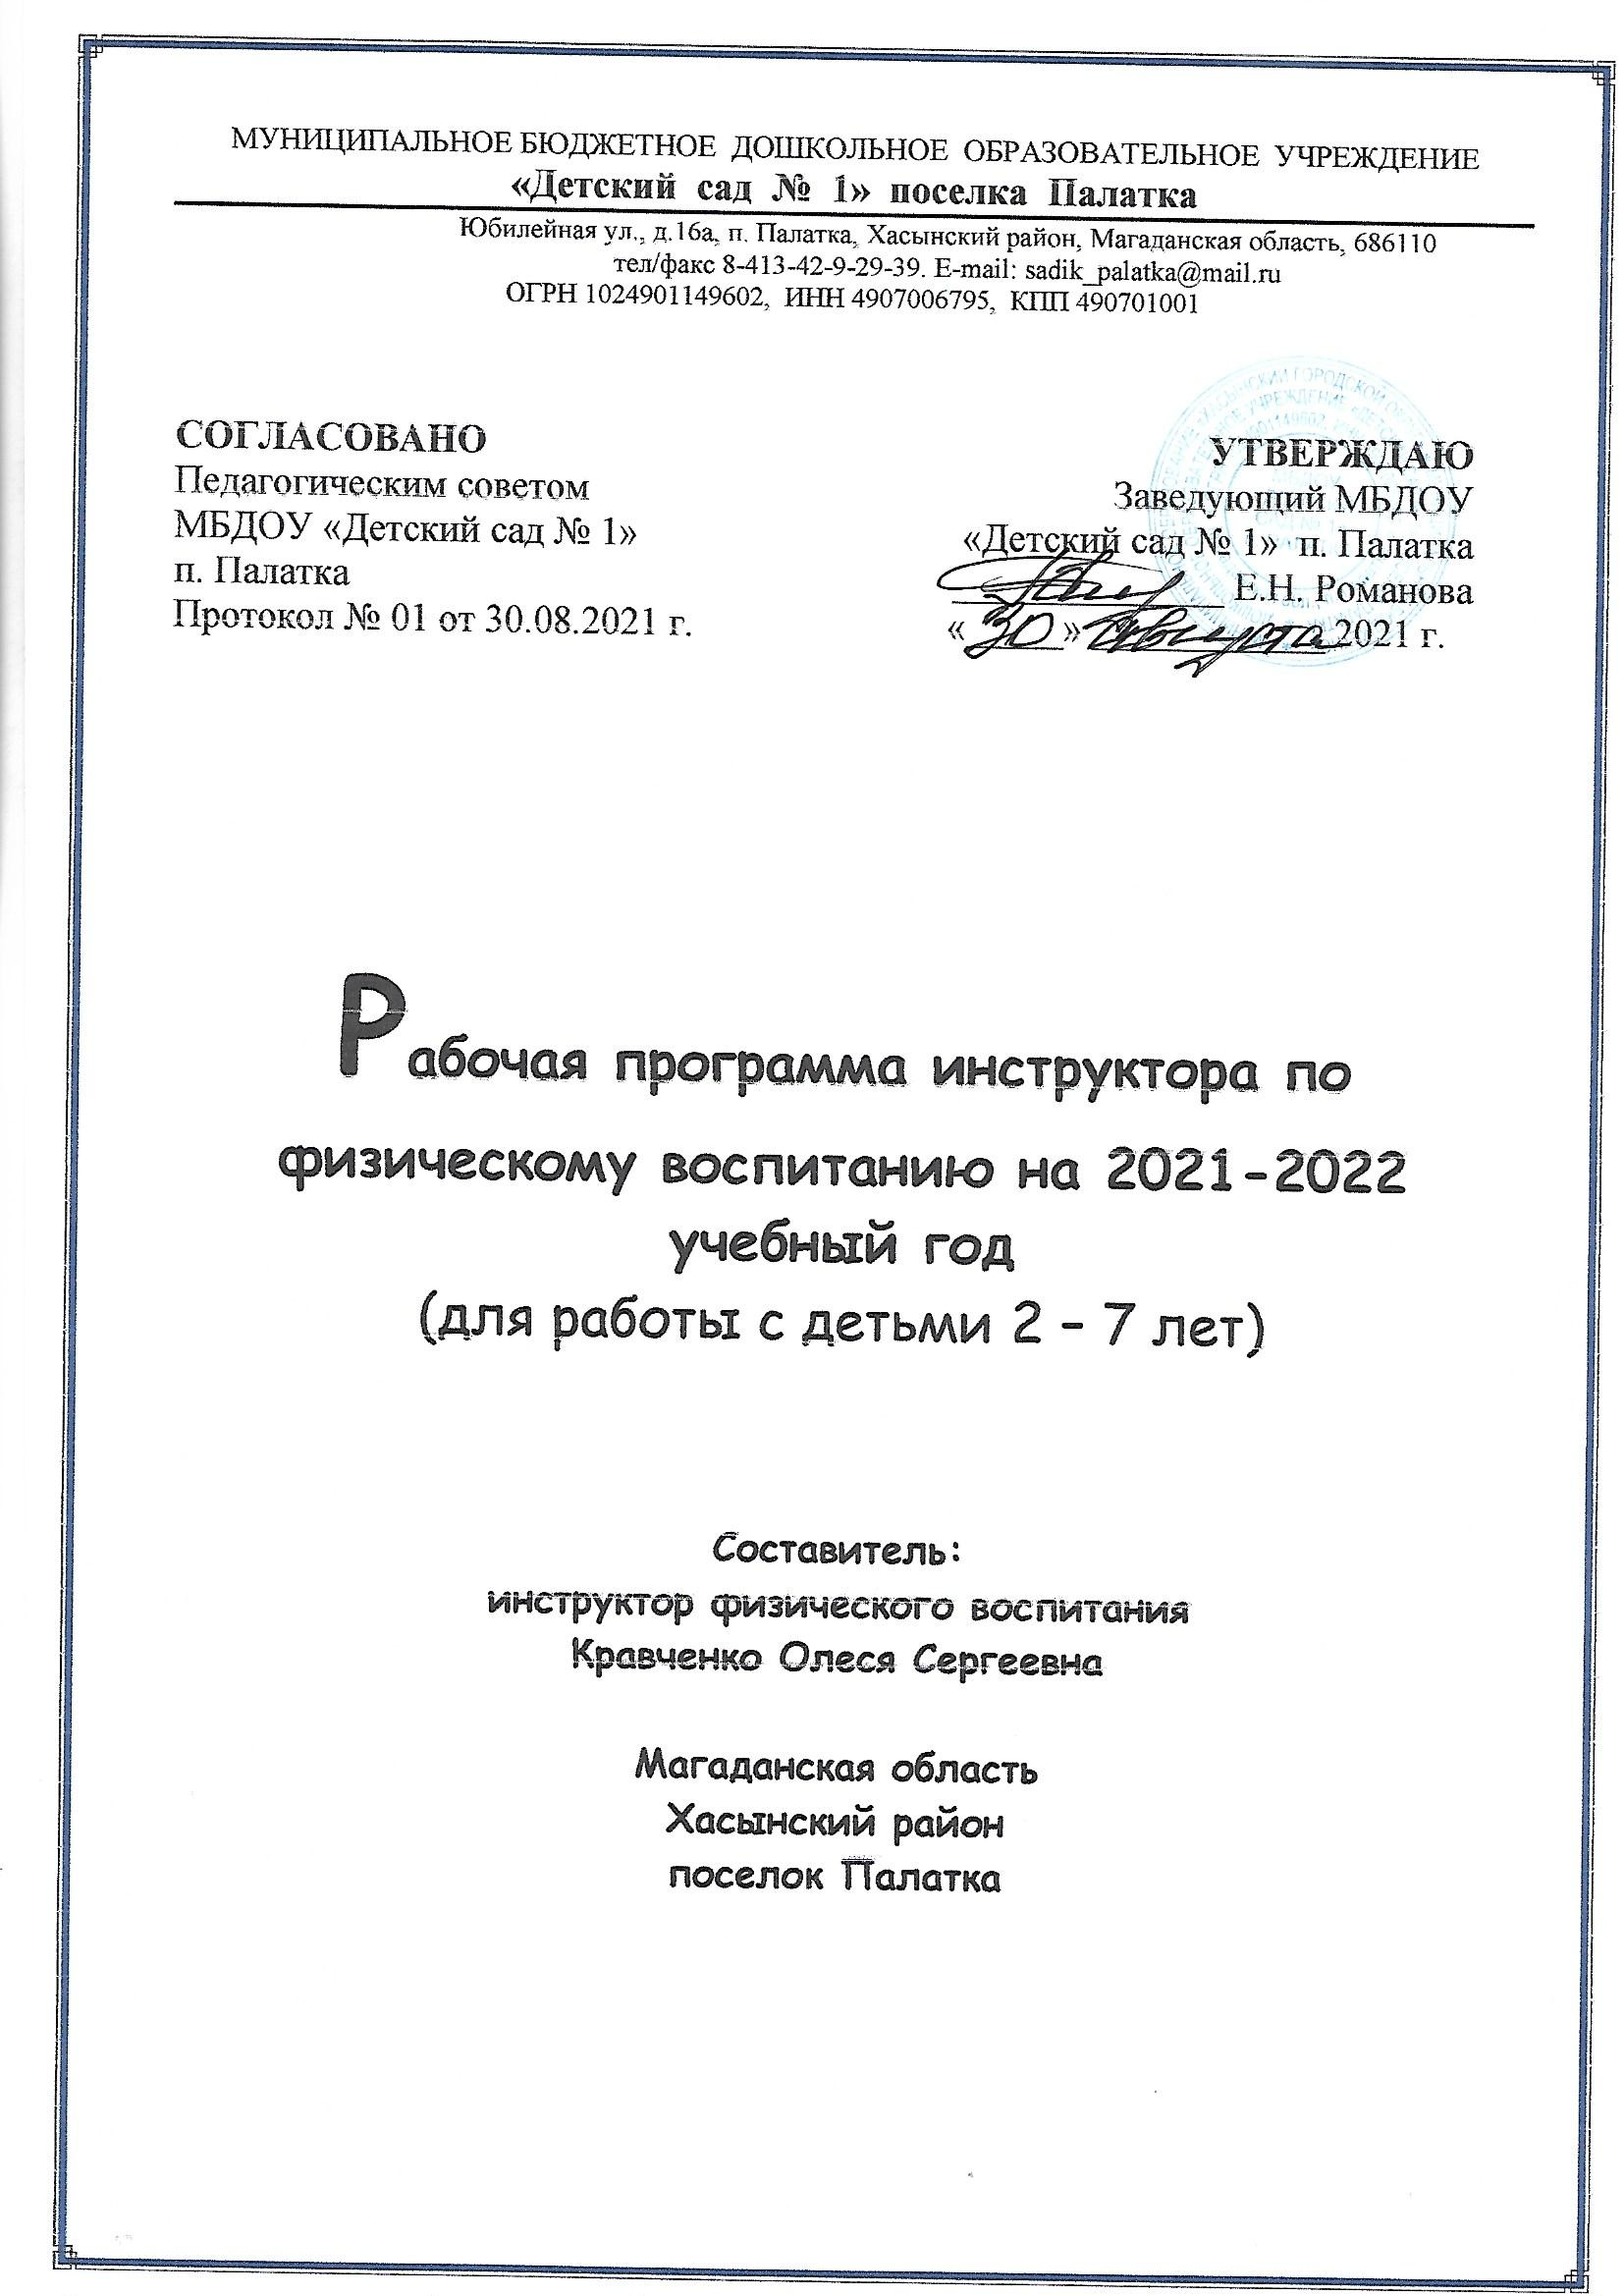 МУНИЦИПАЛЬНОЕ БЮДЖЕТНОЕ ДОШКОЛЬНОЕ ОБРАЗОВАТЕЛЬНОЕ УЧРЕЖДЕНИЕ
«Детский сад № 1» поселка Палатка
Юбилейная ул., д.16а, п. Палатка, Хасынский район, Магаданская область, 686110
тел/факс 8-413-42-9-29-39. E-mail: sadik_palatka@mail.ru
ОГРН 1024901149602, ИНН 4907006795, КПП 490701001
СОГЛАСОВАНО
Педагогическим советом
МБДОУ «Детский сад № 1»
п. Палатка
Протокол № 01 от 30.08.2021 г.
УТВЕРЖДАЮ
Заведующий МБДОУ
«Детский сад № 1» п. Палатка
Е.Н. Романова
«30» августа 2021 г.
Рабочая программа инструктора по
физическому воспитанию на 2021-2022
учебный год
(для работы с детьми 2 – 7 лет)
Составитель:
инструктор физического воспитания
Кравченко Олеся Сергеевна
Магаданская область
Хасынский район
поселок Палатка